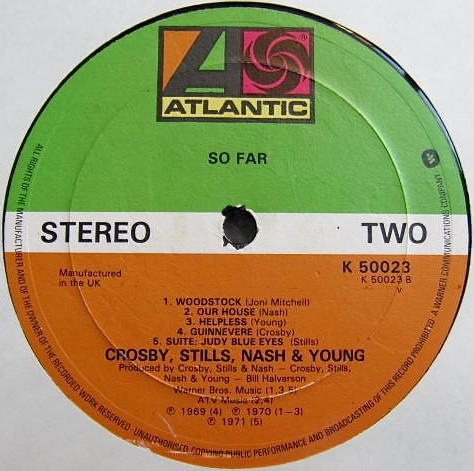 ATLANTIC
®
SO FAR
STEREO
TWO
Manufactured
in the UK
K 50023
K 50023 B
v
1. WOODSTOCK (Joni Mitchell)
2. OUR HOUSE (Nash)
3. HELPLESS (Young)
4. GUINNEVERE (Crosby)
5. SUITE: JUDY BLUE EYES (Stills)
CROSBY, STILLS, NASH & YOUNG
Produced by Crosby, Stills & Nash — Crosby, Stills,
Nash & Young — Bill Halverson
Warner Bros. Music (1,3,5)
ATV Music (2,4)
℗ 1969 (4) ℗ 1970 (1–3)
℗ 1971 (5)
ALL RIGHTS OF THE MANUFACTURER AND OF THE OWNER OF THE RECORDED WORK RESERVED. UNAUTHORISED COPYING PUBLIC PERFORMANCE AND BROADCASTING OF THIS RECORD PROHIBITED. A WARNER COMMUNICATIONS COMPANY